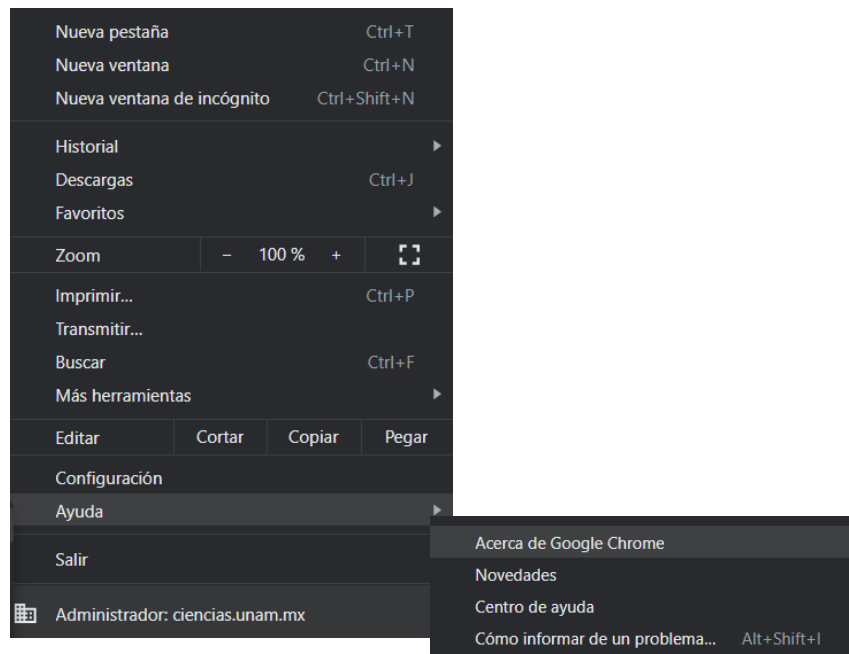 Nueva pestaña Ctrl+T
Nueva ventana Ctrl+N
Nueva ventana de incógnito Ctrl+Shift+N
Historial
Descargas Ctrl+J
Favoritos
Zoom − 100 % +
Imprimir... Ctrl+P
Transmitir...
Buscar Ctrl+F
Más herramientas
Editar Cortar Copiar Pegar
Configuración
Ayuda
Salir
Administrador: ciencias.unam.mx
Acerca de Google Chrome
Novedades
Centro de ayuda
Cómo informar de un problema... Alt+Shift+I